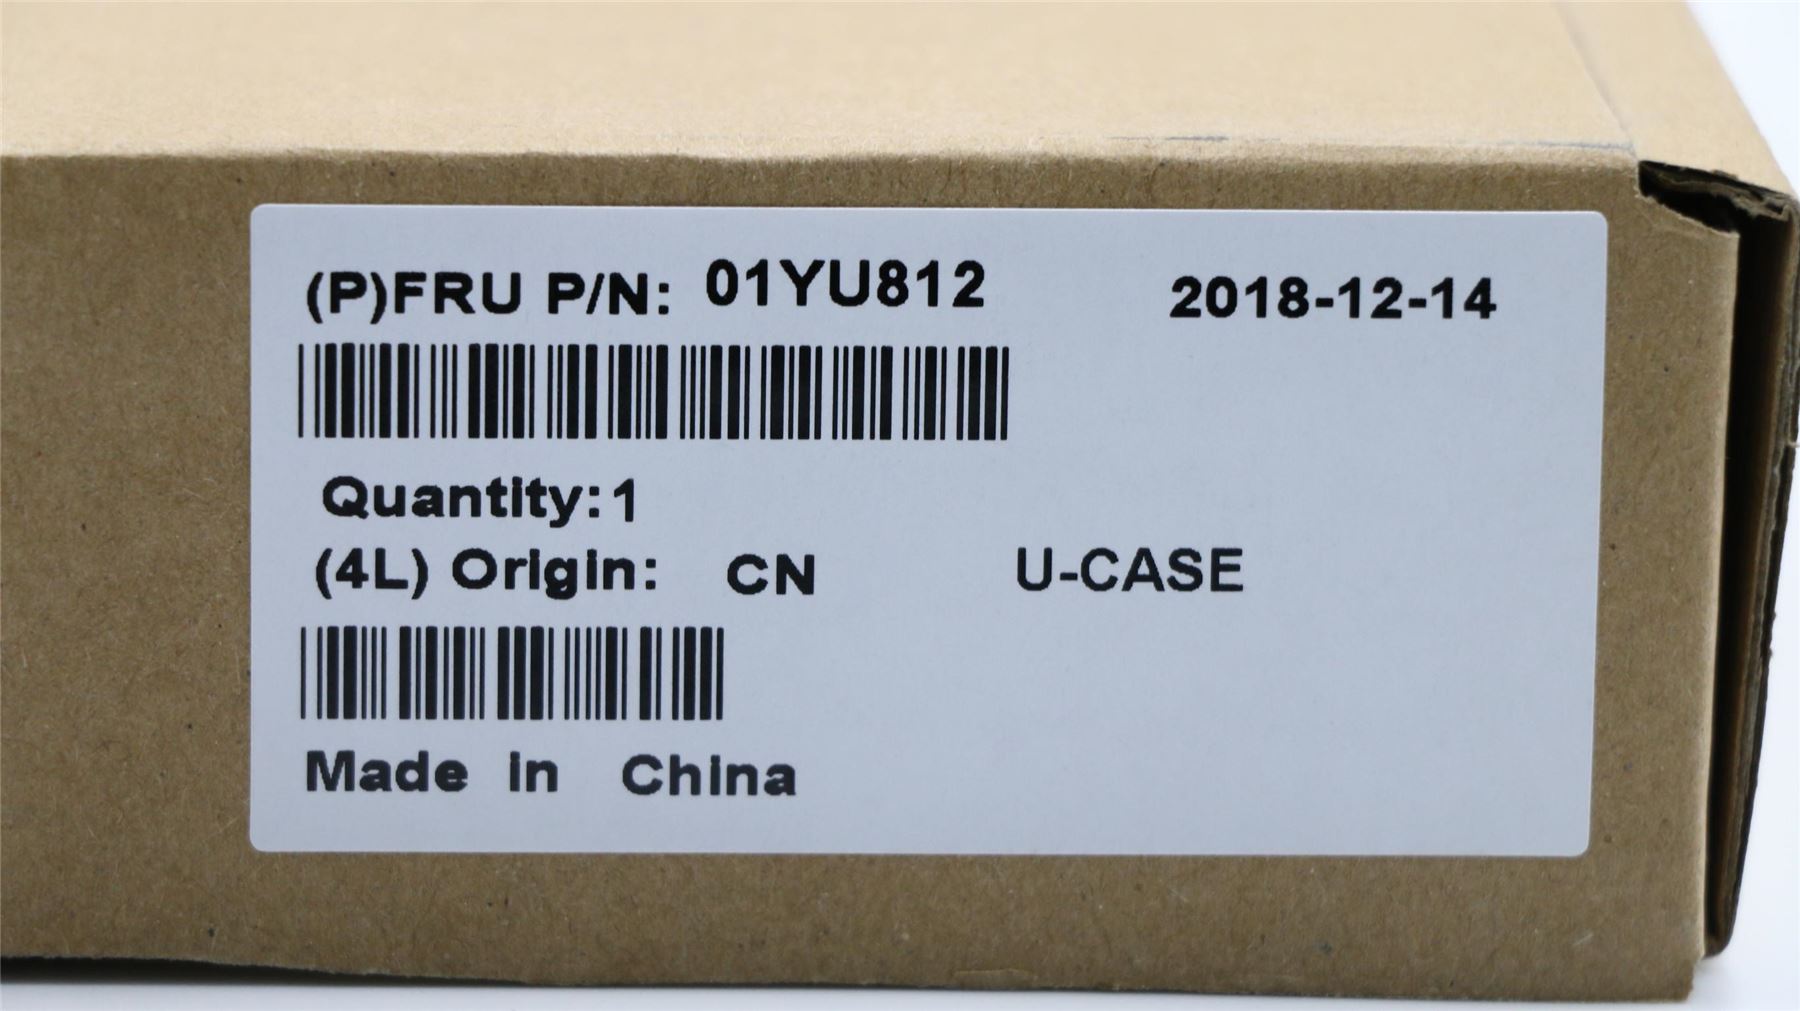 (P)FRU P/N: 01YU812 2018-12-14
Quantity: 1
(4L) Origin: CN U-CASE
Made in China